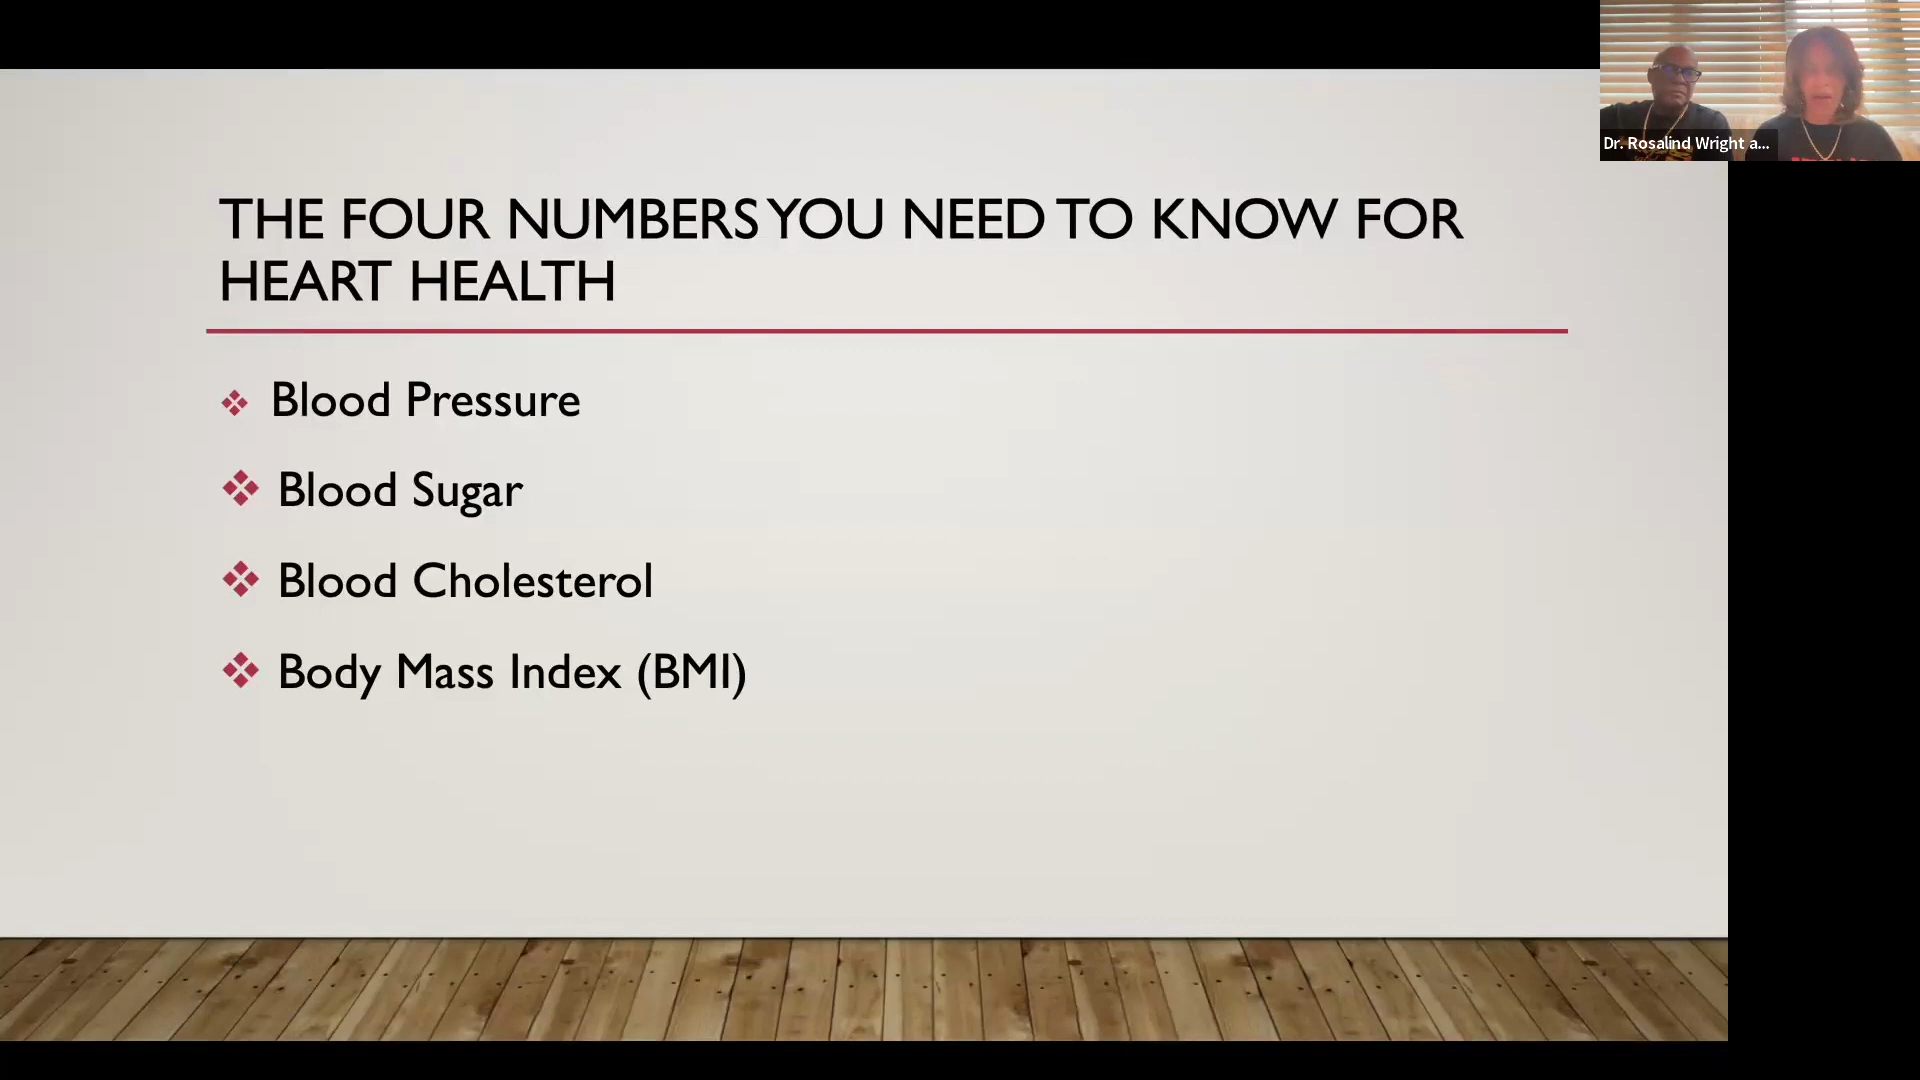 Dr. Rosalind Wright a...
THE FOUR NUMBERS YOU NEED TO KNOW FOR
HEART HEALTH
Blood Pressure
Blood Sugar
Blood Cholesterol
Body Mass Index (BMI)